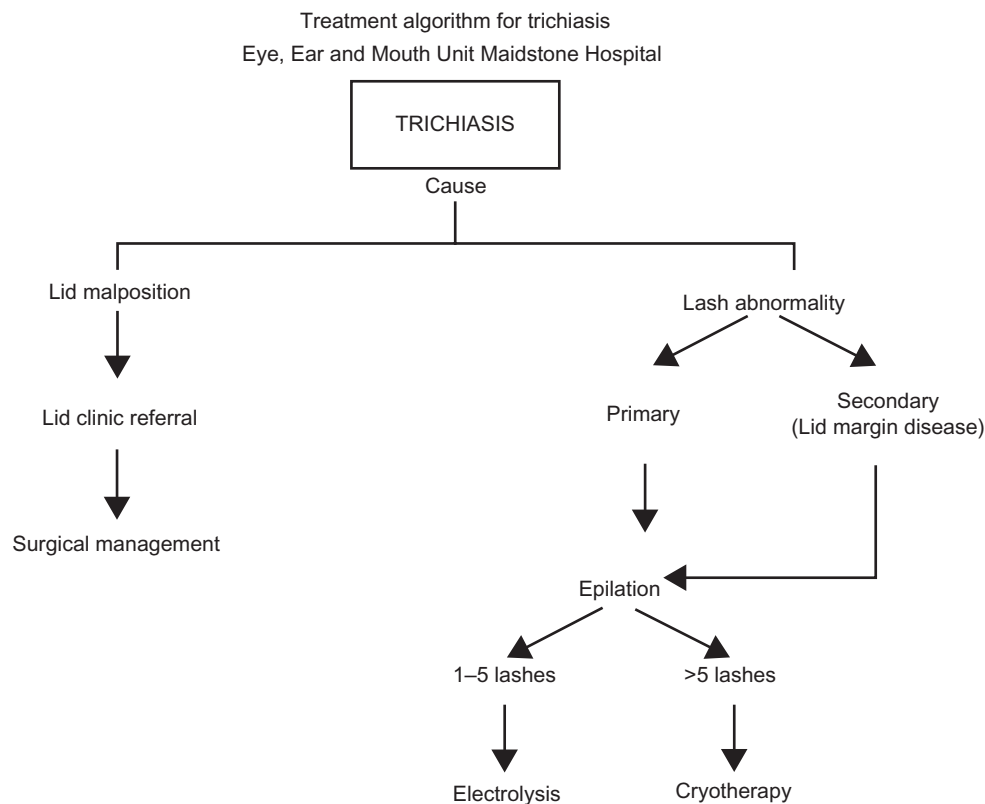 Treatment algorithm for trichiasis
Eye, Ear and Mouth Unit Maidstone Hospital
TRICHIASIS
Cause
Lid malposition
Lash abnormality
Lid clinic referral
Primary
Secondary
(Lid margin disease)
Surgical management
Epilation
1–5 lashes
>5 lashes
Electrolysis
Cryotherapy